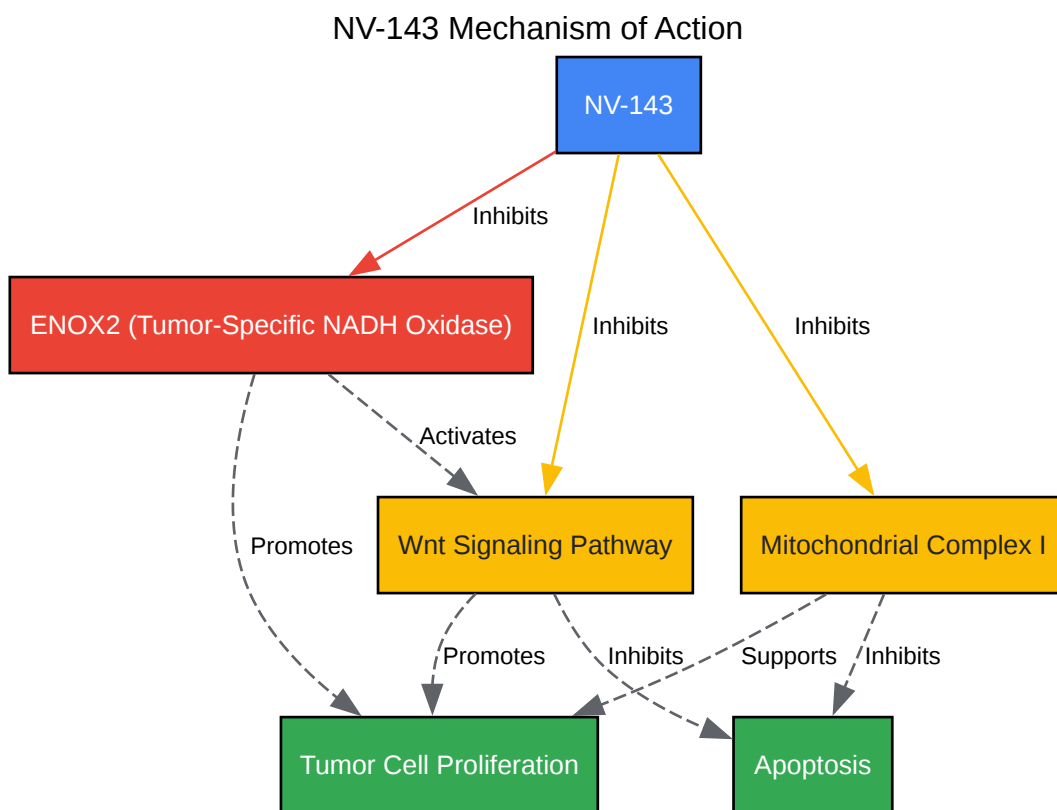 NV-143 Mechanism of Action
NV-143
Inhibits
ENOX2 (Tumor-Specific NADH Oxidase)
Inhibits
Inhibits
Activates
Promotes
Wnt Signaling Pathway
Mitochondrial Complex I
Promotes
Inhibits
Supports
Inhibits
Tumor Cell Proliferation
Apoptosis